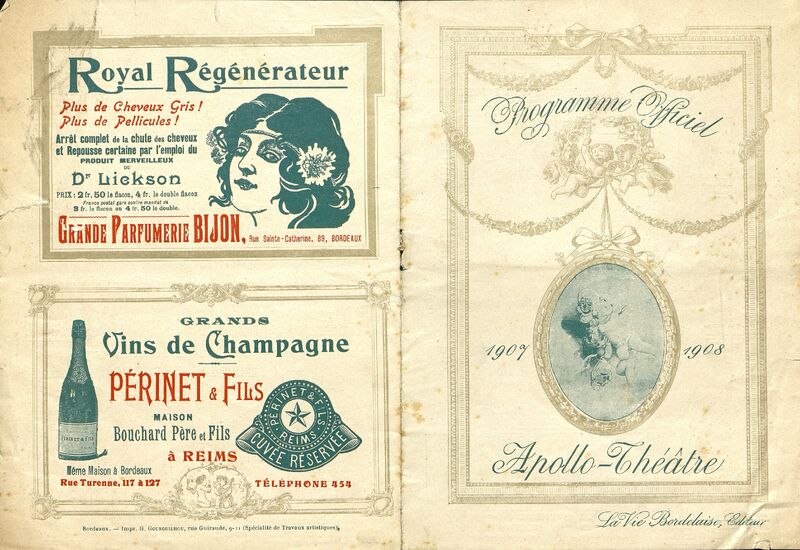 Royal Régénérateur
Plus de Cheveux Gris !
Plus de Pellicules !
Arrêt complet de la chute des cheveux
et Repousse certaine par l'emploi du
PRODUIT MERVEILLEUX
DU
Dr Lickson
PRIX : 2 fr. 50 le flacon, 4 fr. le double flacon
Franco postal gare contre mandat de
3 fr. le flacon ou 4 fr. 50 le double.
GRANDE PARFUMERIE BIJON, Rue Sainte-Catherine, 89, BORDEAUX
GRANDS
Vins de Champagne
PÉRINET & FILS
MAISON
Bouchard Père et Fils
à REIMS
Même Maison à Bordeaux
Rue Turenne, 117 à 127
PÉRINET & FILS
REIMS
CUVÉE RÉSERVÉE
TÉLÉPHONE 454
Bordeaux. — Impr. G. GOUNOUILHOU, rue Guiraude, 9-11 (Spécialité de Travaux artistiques).
Programme Officiel
1907 1908
Apollo-Théâtre
La Vie Bordelaise, Editeur